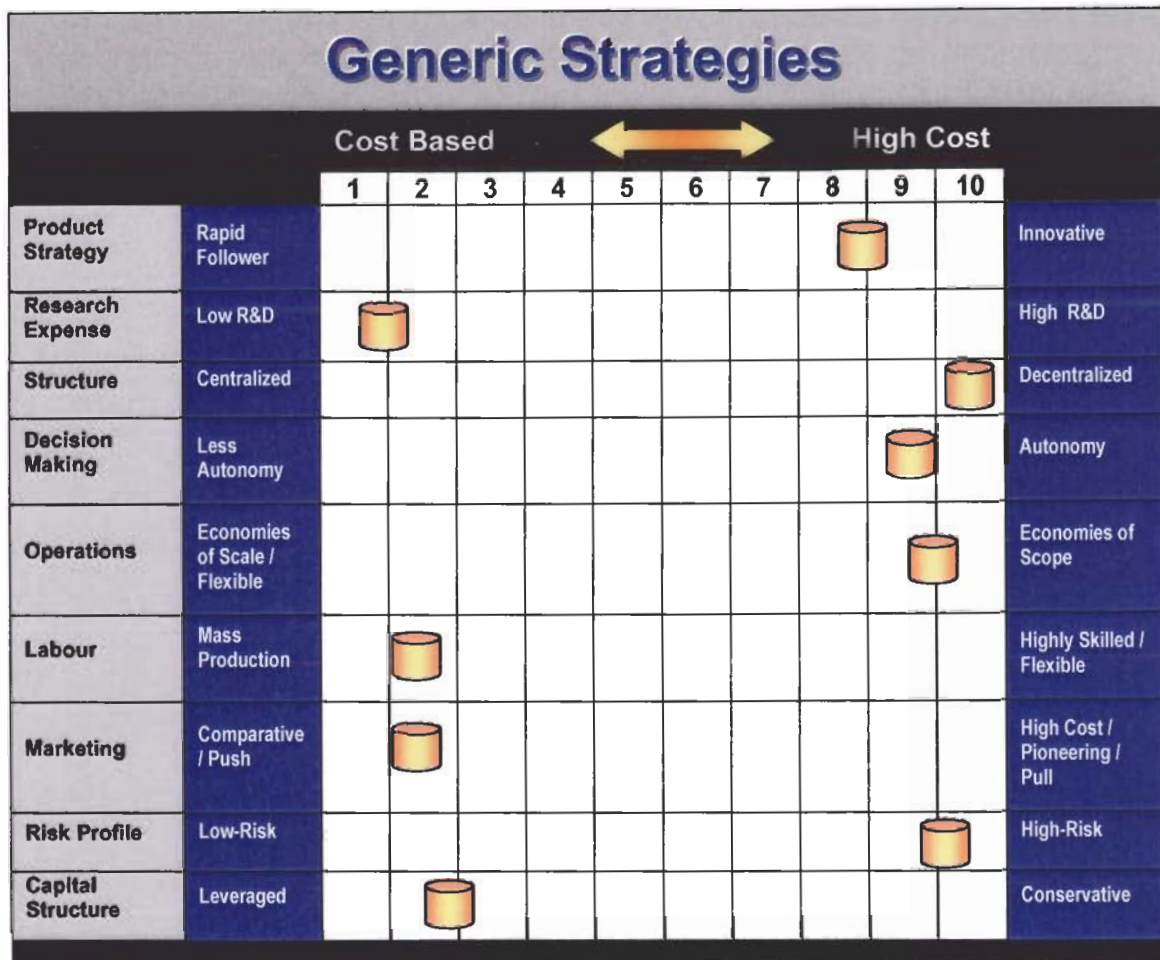 Generic Strategies
Cost Based
High Cost
1 2 3 4 5 6 7 8 9 10
Product
Strategy
Rapid
Follower
Innovative
Research
Expense
Low R&D
High R&D
Structure
Centralized
Decentralized
Decision
Making
Less
Autonomy
Autonomy
Operations
Economies
of Scale /
Flexible
Economies of
Scope
Labour
Mass
Production
Highly Skilled /
Flexible
Marketing
Comparative
/ Push
High Cost /
Pioneering /
Pull
Risk Profile
Low-Risk
High-Risk
Capital
Structure
Leveraged
Conservative